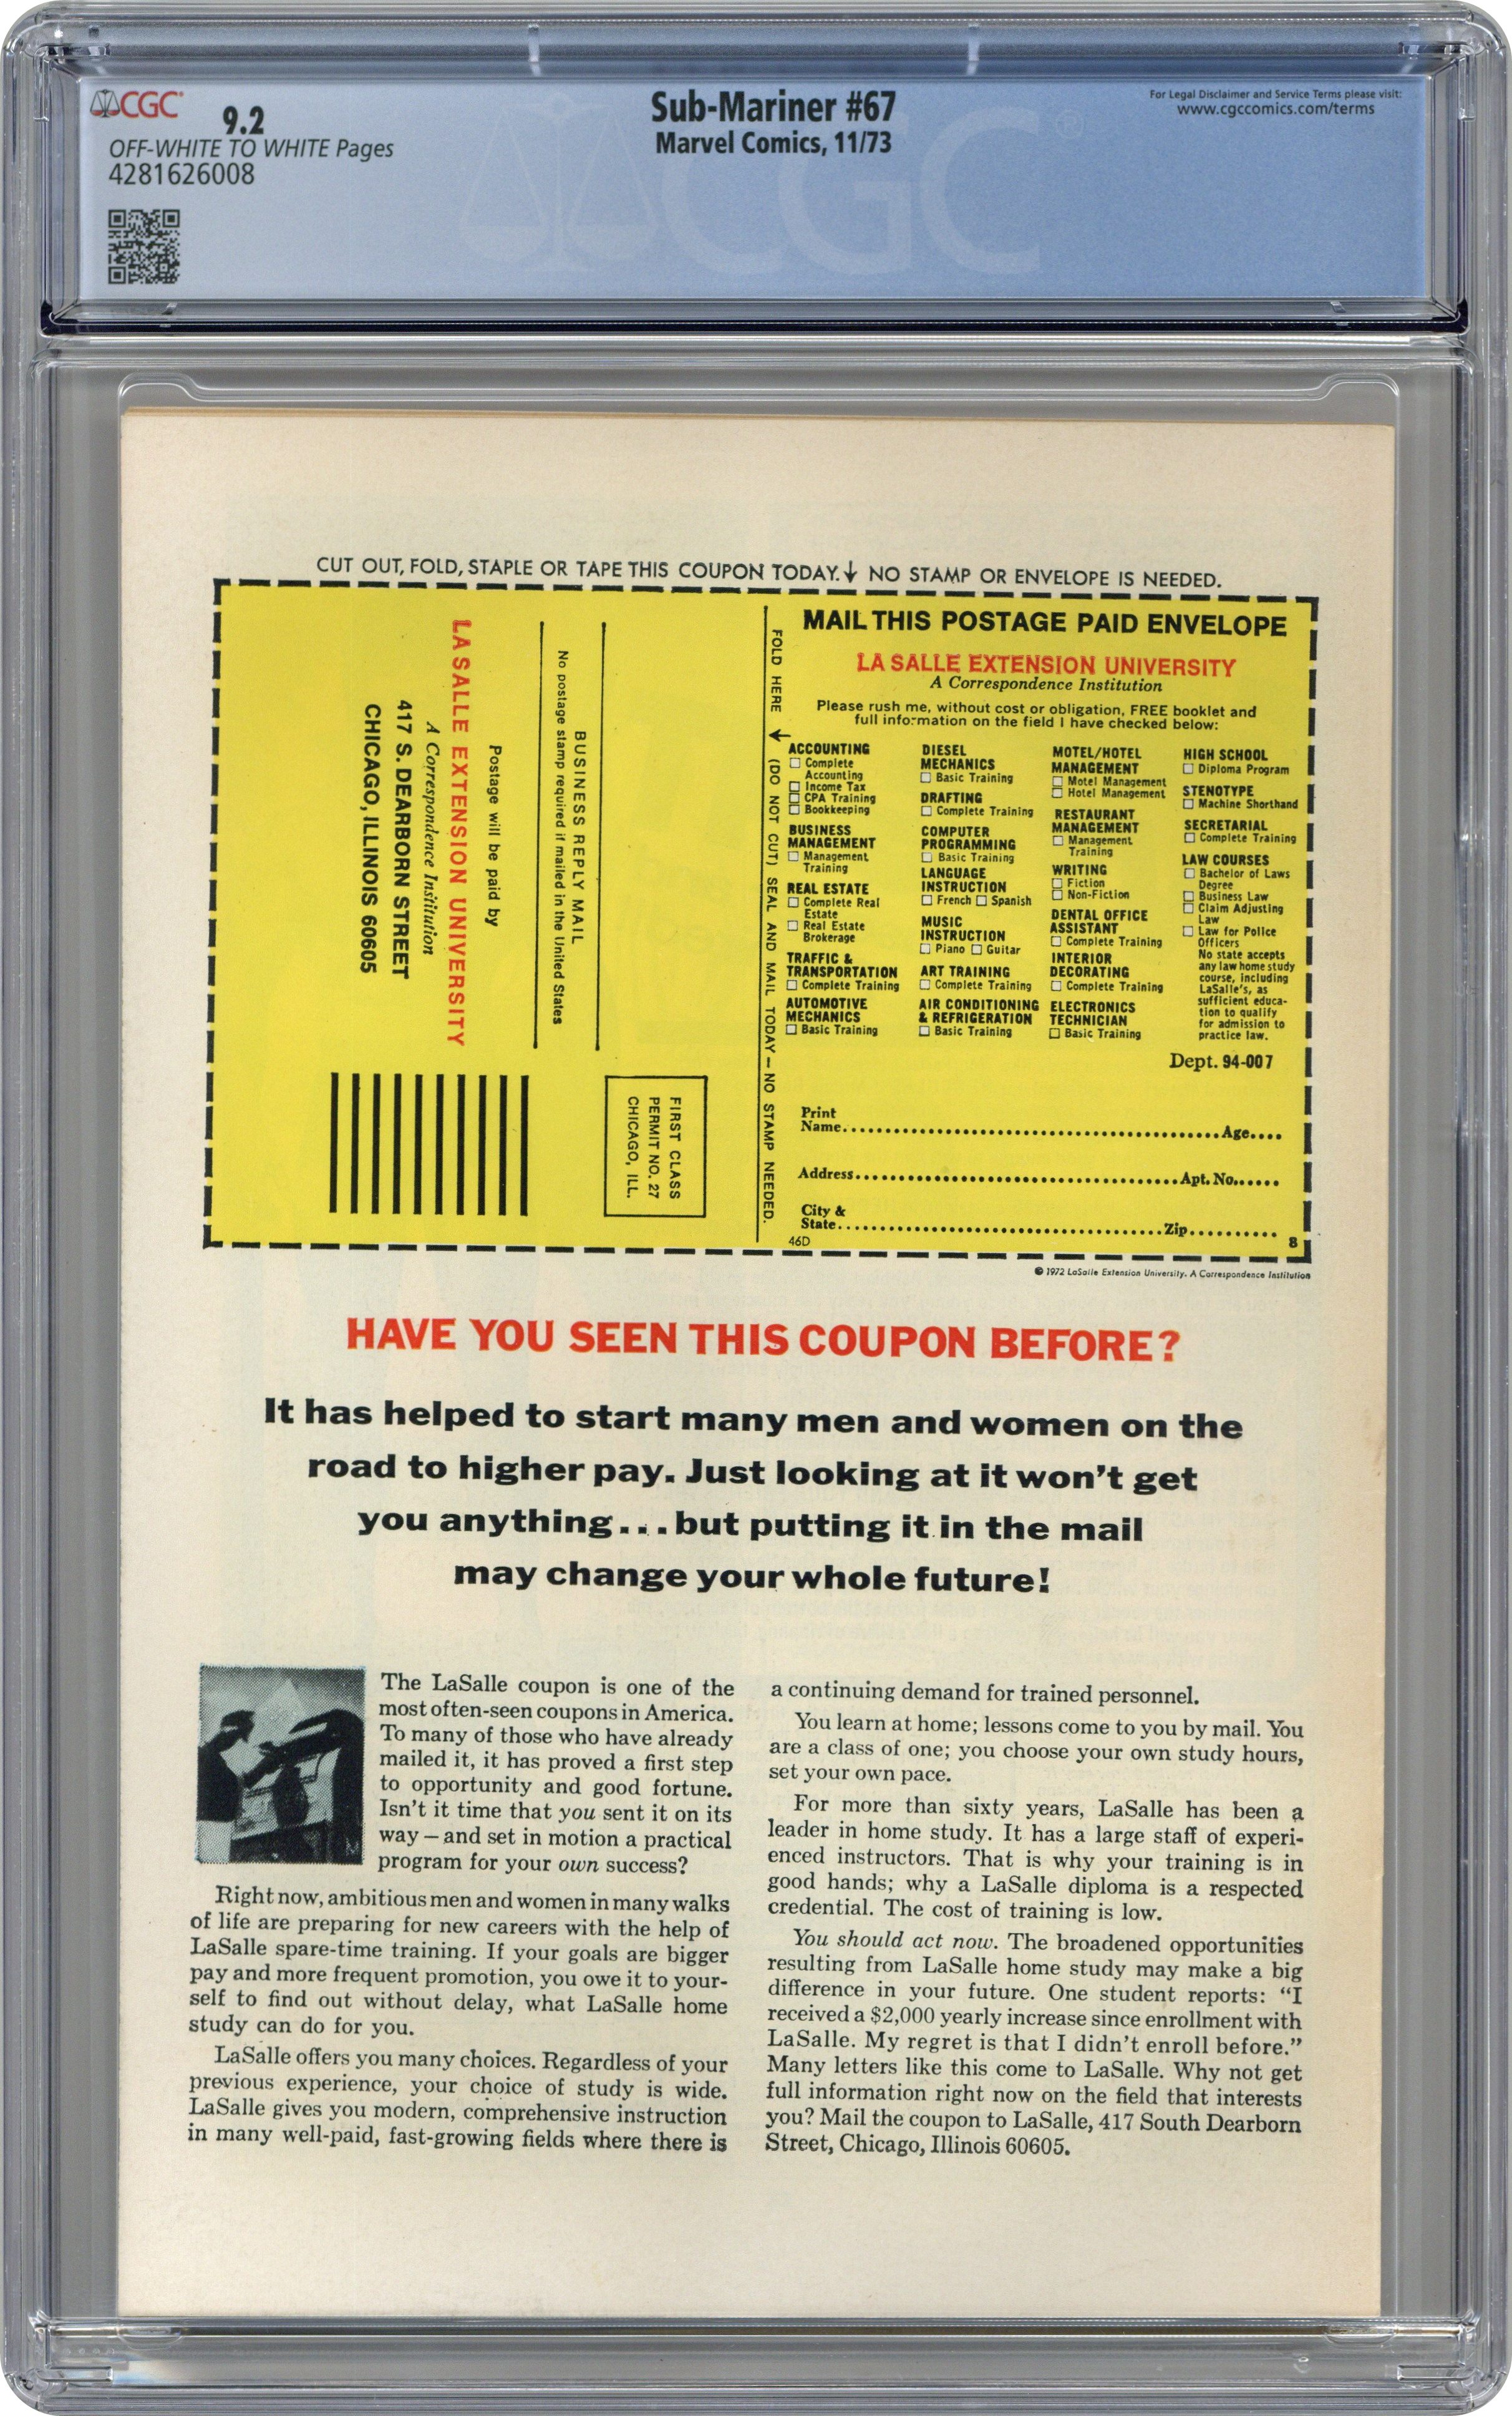 CGC
9.2
OFF-WHITE TO WHITE Pages
4281626008
Sub-Mariner #67
Marvel Comics, 11/73
For Legal Disclaimer and Service Terms please visit:
www.cgccomics.com/terms
CGC
CUT OUT, FOLD, STAPLE OR TAPE THIS COUPON TODAY.↓ NO STAMP OR ENVELOPE IS NEEDED.
BUSINESS REPLY MAIL
No postage stamp required if mailed in the United States
Postage will be paid by
LA SALLE EXTENSION UNIVERSITY
A Correspondence Institution
417 S. DEARBORN STREET
CHICAGO, ILLINOIS 60605
FIRST CLASS
PERMIT NO. 27
CHICAGO, ILL.
FOLD HERE → (DO NOT CUT) SEAL AND MAIL TODAY — NO STAMP NEEDED.
MAIL THIS POSTAGE PAID ENVELOPE
LA SALLE EXTENSION UNIVERSITY
A Correspondence Institution
Please rush me, without cost or obligation, FREE booklet and
full information on the field I have checked below:
ACCOUNTING
☐ Complete
Accounting
☐ Income Tax
☐ CPA Training
☐ Bookkeeping
BUSINESS
MANAGEMENT
☐ Management
Training
REAL ESTATE
☐ Complete Real
Estate
☐ Real Estate
Brokerage
TRAFFIC &
TRANSPORTATION
☐ Complete Training
AUTOMOTIVE
MECHANICS
☐ Basic Training
DIESEL
MECHANICS
☐ Basic Training
DRAFTING
☐ Complete Training
COMPUTER
PROGRAMMING
☐ Basic Training
LANGUAGE
INSTRUCTION
☐ French ☐ Spanish
MUSIC
INSTRUCTION
☐ Piano ☐ Guitar
ART TRAINING
☐ Complete Training
AIR CONDITIONING
& REFRIGERATION
☐ Basic Training
MOTEL/HOTEL
MANAGEMENT
☐ Motel Management
☐ Hotel Management
RESTAURANT
MANAGEMENT
☐ Management
Training
WRITING
☐ Fiction
☐ Non-Fiction
DENTAL OFFICE
ASSISTANT
☐ Complete Training
INTERIOR
DECORATING
☐ Complete Training
ELECTRONICS
TECHNICIAN
☐ Basic Training
HIGH SCHOOL
☐ Diploma Program
STENOTYPE
☐ Machine Shorthand
SECRETARIAL
☐ Complete Training
LAW COURSES
☐ Bachelor of Laws
Degree
☐ Business Law
☐ Claim Adjusting
Law
☐ Law for Police
Officers
No state accepts
any law home study
course, including
LaSalle's, as
sufficient educa-
tion to qualify
for admission to
practice law.
Dept. 94-007
Print
Name........................................Age....
Address........................................Apt. No......
City &
State........................................Zip..........
46D 8
© 1972 LaSalle Extension University. A Correspondence Institution
HAVE YOU SEEN THIS COUPON BEFORE?
It has helped to start many men and women on the
road to higher pay. Just looking at it won't get
you anything...but putting it in the mail
may change your whole future!
The LaSalle coupon is one of the
most often-seen coupons in America.
To many of those who have already
mailed it, it has proved a first step
to opportunity and good fortune.
Isn't it time that you sent it on its
way — and set in motion a practical
program for your own success?
Right now, ambitious men and women in many walks
of life are preparing for new careers with the help of
LaSalle spare-time training. If your goals are bigger
pay and more frequent promotion, you owe it to your-
self to find out without delay, what LaSalle home
study can do for you.
LaSalle offers you many choices. Regardless of your
previous experience, your choice of study is wide.
LaSalle gives you modern, comprehensive instruction
in many well-paid, fast-growing fields where there is
a continuing demand for trained personnel.
You learn at home; lessons come to you by mail. You
are a class of one; you choose your own study hours,
set your own pace.
For more than sixty years, LaSalle has been a
leader in home study. It has a large staff of experi-
enced instructors. That is why your training is in
good hands; why a LaSalle diploma is a respected
credential. The cost of training is low.
You should act now. The broadened opportunities
resulting from LaSalle home study may make a big
difference in your future. One student reports: “I
received a $2,000 yearly increase since enrollment with
LaSalle. My regret is that I didn't enroll before.”
Many letters like this come to LaSalle. Why not get
full information right now on the field that interests
you? Mail the coupon to LaSalle, 417 South Dearborn
Street, Chicago, Illinois 60605.